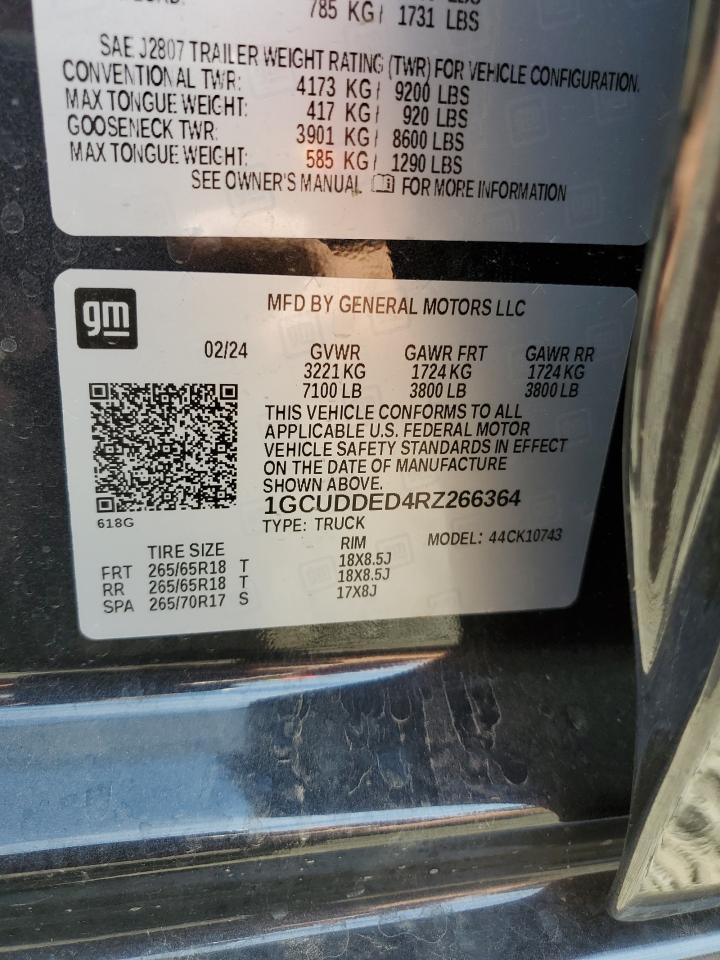 785 KG / 1731 LBS
SAE J2807 TRAILER WEIGHT RATING (TWR) FOR VEHICLE CONFIGURATION.
CONVENTIONAL TWR: 4173 KG / 9200 LBS
MAX TONGUE WEIGHT: 417 KG / 920 LBS
GOOSENECK TWR: 3901 KG / 8600 LBS
MAX TONGUE WEIGHT: 585 KG / 1290 LBS
SEE OWNER'S MANUAL FOR MORE INFORMATION
gm
MFD BY GENERAL MOTORS LLC
02/24 GVWR GAWR FRT GAWR RR
3221 KG 1724 KG 1724 KG
7100 LB 3800 LB 3800 LB
THIS VEHICLE CONFORMS TO ALL
APPLICABLE U.S. FEDERAL MOTOR
VEHICLE SAFETY STANDARDS IN EFFECT
ON THE DATE OF MANUFACTURE
SHOWN ABOVE.
1GCUDDED4RZ266364
618G
TYPE: TRUCK
MODEL: 44CK10743
TIRE SIZE RIM
FRT 265/65R18 T 18X8.5J
RR 265/65R18 T 18X8.5J
SPA 265/70R17 S 17X8J